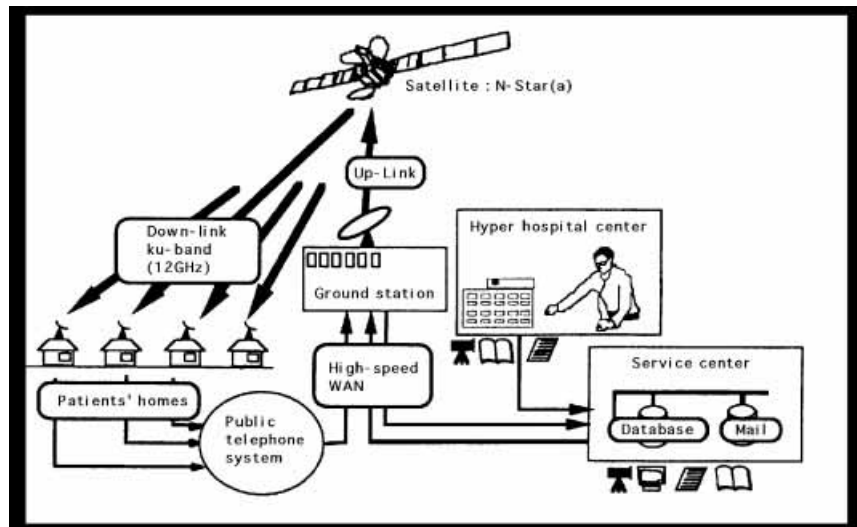 Satellite : N-Star(a)
Up-Link
Down-link
ku-band
(12GHz)
Hyper hospital center
Ground station
High-speed
WAN
Service center
Patients' homes
Public
telephone
system
Database
Mail